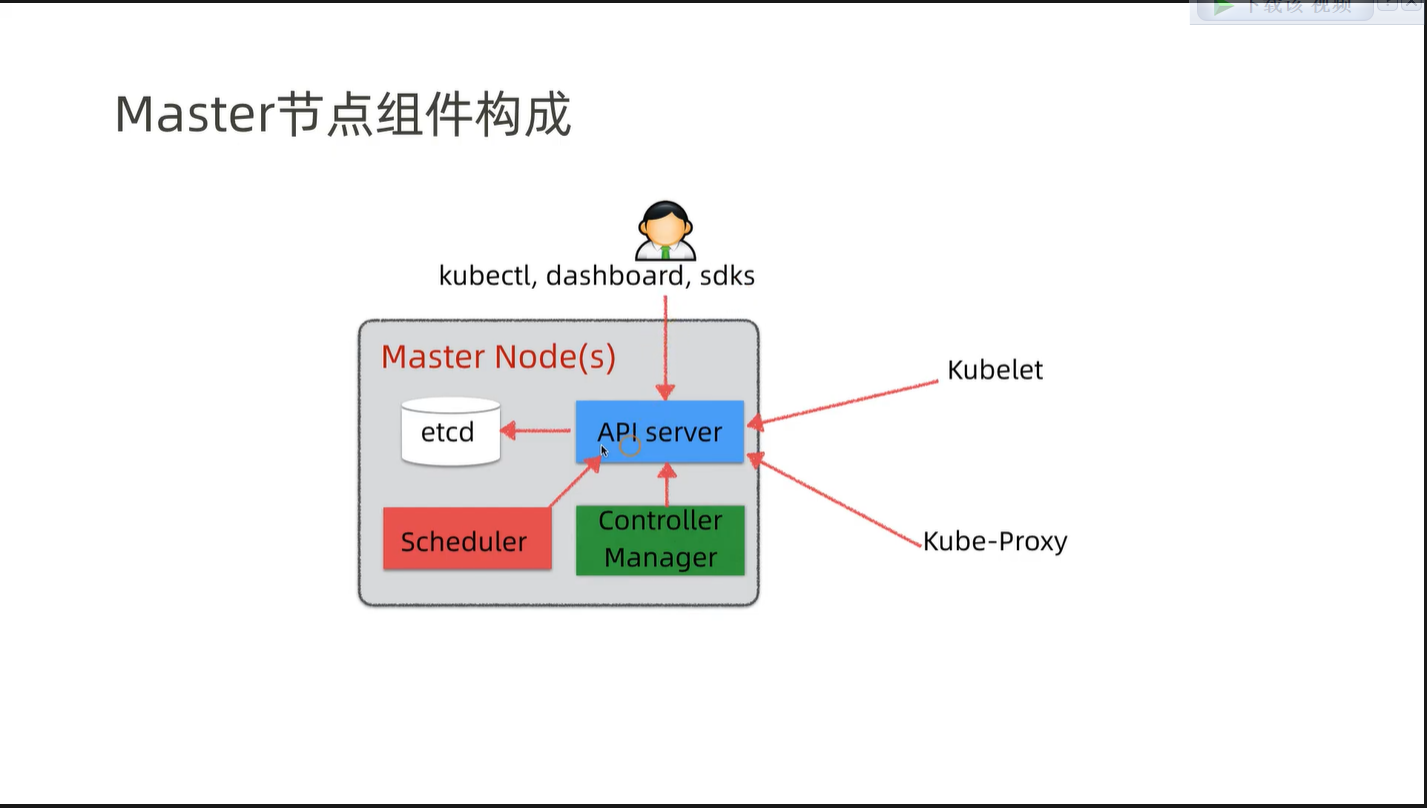 下载该 视频
Master节点组件构成
kubectl, dashboard, sdks
Master Node(s)
Kubelet
etcd
API server
Scheduler
Controller
Manager
Kube-Proxy